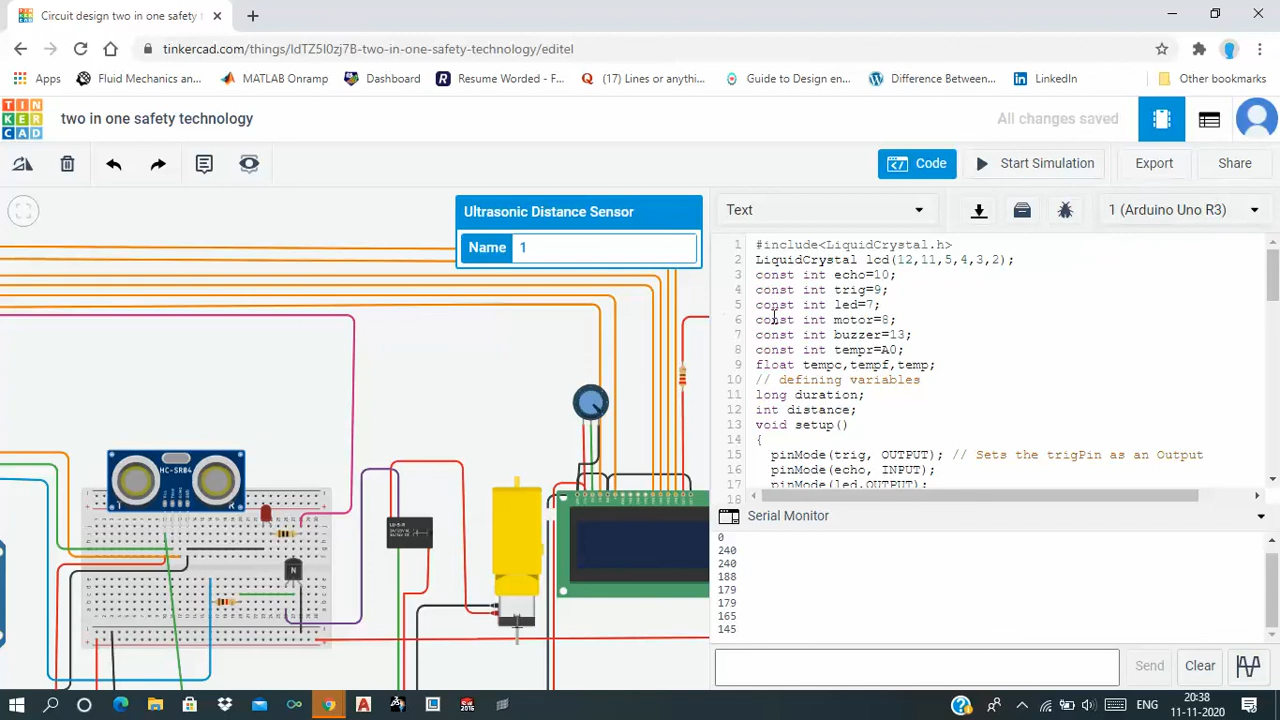 Circuit design two in one safety t
tinkercad.com/things/ldTZ5I0zj7B-two-in-one-safety-technology/editel
Apps
Fluid Mechanics an...
MATLAB Onramp
Dashboard
R
Resume Worded - F...
Q
(17) Lines or anythi...
Guide to Design en...
Difference Between...
in
LinkedIn
Other bookmarks
TIN
KER
CAD
two in one safety technology
All changes saved
Code
Start Simulation
Export
Share
Text
1 (Arduino Uno R3)
Ultrasonic Distance Sensor
Name 1
1 #include<LiquidCrystal.h>
2 LiquidCrystal lcd(12,11,5,4,3,2);
3 const int echo=10;
4 const int trig=9;
5 const int led=7;
6 const int motor=8;
7 const int buzzer=13;
8 const int tempr=A0;
9 float tempc,tempf,temp;
10 // defining variables
11 long duration;
12 int distance;
13 void setup()
14 {
15 pinMode(trig, OUTPUT); // Sets the trigPin as an Output
16 pinMode(echo, INPUT);
17 pinMode(led,OUTPUT);
18
HC-SR04
N
Serial Monitor
0
240
240
188
179
179
165
145
Send
Clear
ENG
20:38
11-11-2020